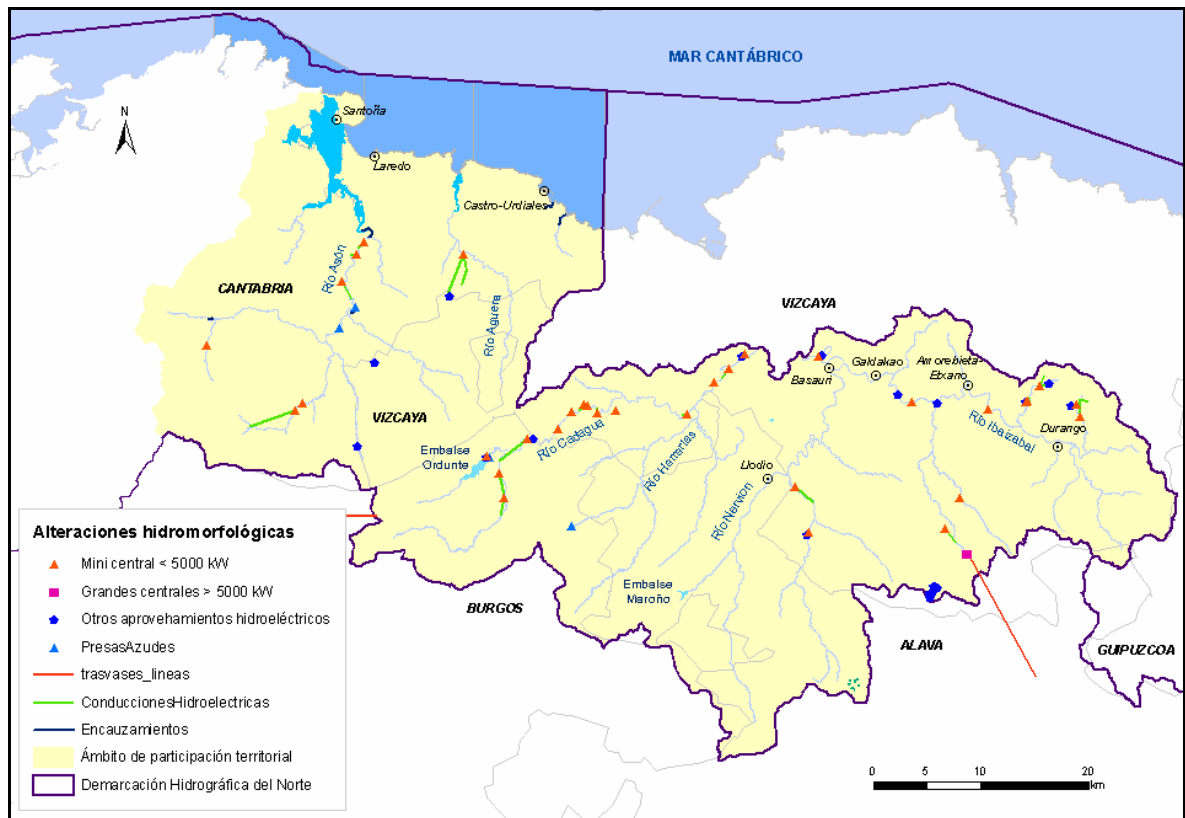 MAR CANTÁBRICO
N
Santoña
Laredo
Castro-Urdiales
CANTABRIA
Río Asón
Río Aguera
VIZCAYA
VIZCAYA
Galdakao
Amorebieta-
Etxano
Basauri
Río Ibaizabal
Durango
Embalse
Ordunte
Río Cadagua
Río Herrerías
Llodio
Río Nervion
Embalse
Maroño
BURGOS
ALAVA
GUIPUZCOA
Alteraciones hidromorfológicas
Mini central < 5000 kW
Grandes centrales > 5000 kW
Otros aprovehamientos hidroeléctricos
PresasAzudes
trasvases_lineas
ConduccionesHidroelectricas
Encauzamientos
Ámbito de participación territorial
Demarcación Hidrográfica del Norte
0 5 10 20
km